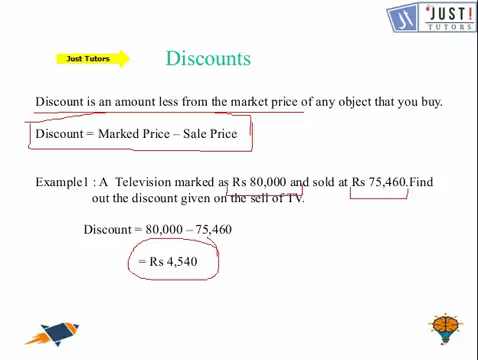 JUST!
TUTORS
Just Tutors
Discounts
Discount is an amount less from the market price of any object that you buy.
Discount = Marked Price – Sale Price
Example1 : A Television marked as Rs 80,000 and sold at Rs 75,460.Find
out the discount given on the sell of TV.
Discount = 80,000 – 75,460
= Rs 4,540